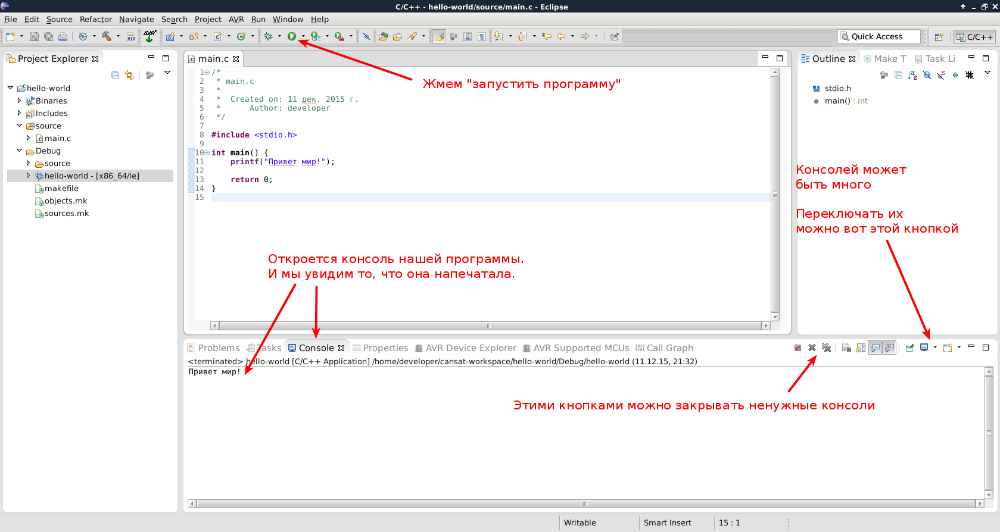 C/C++ - hello-world/source/main.c - Eclipse
File Edit Source Refactor Navigate Search Project AVR Run Window Help
Quick Access
C/C++
Project Explorer
hello-world
Binaries
Includes
source
main.c
Debug
source
hello-world - [x86_64/le]
makefile
objects.mk
sources.mk
main.c
1 /*
2 * main.c
3 *
4 * Created on: 11 дек. 2015 г.
5 * Author: developer
6 */
7
8 #include <stdio.h>
9
10 int main() {
11 printf("Привет мир!");
12
13 return 0;
14 }
15
Жмем "запустить программу"
Откроется консоль нашей программы.
И мы увидим то, что она напечатала.
Outline Make T Task Li
stdio.h
main() : int
Консолей может
быть много
Переключать их
можно вот этой кнопкой
Problems Tasks Console Properties AVR Device Explorer AVR Supported MCUs Call Graph
<terminated> hello-world [C/C++ Application] /home/developer/cansat-workspace/hello-world/Debug/hello-world (11.12.15, 21:32)
Привет мир!
Этими кнопками можно закрывать ненужные консоли
Writable Smart Insert 15 : 1